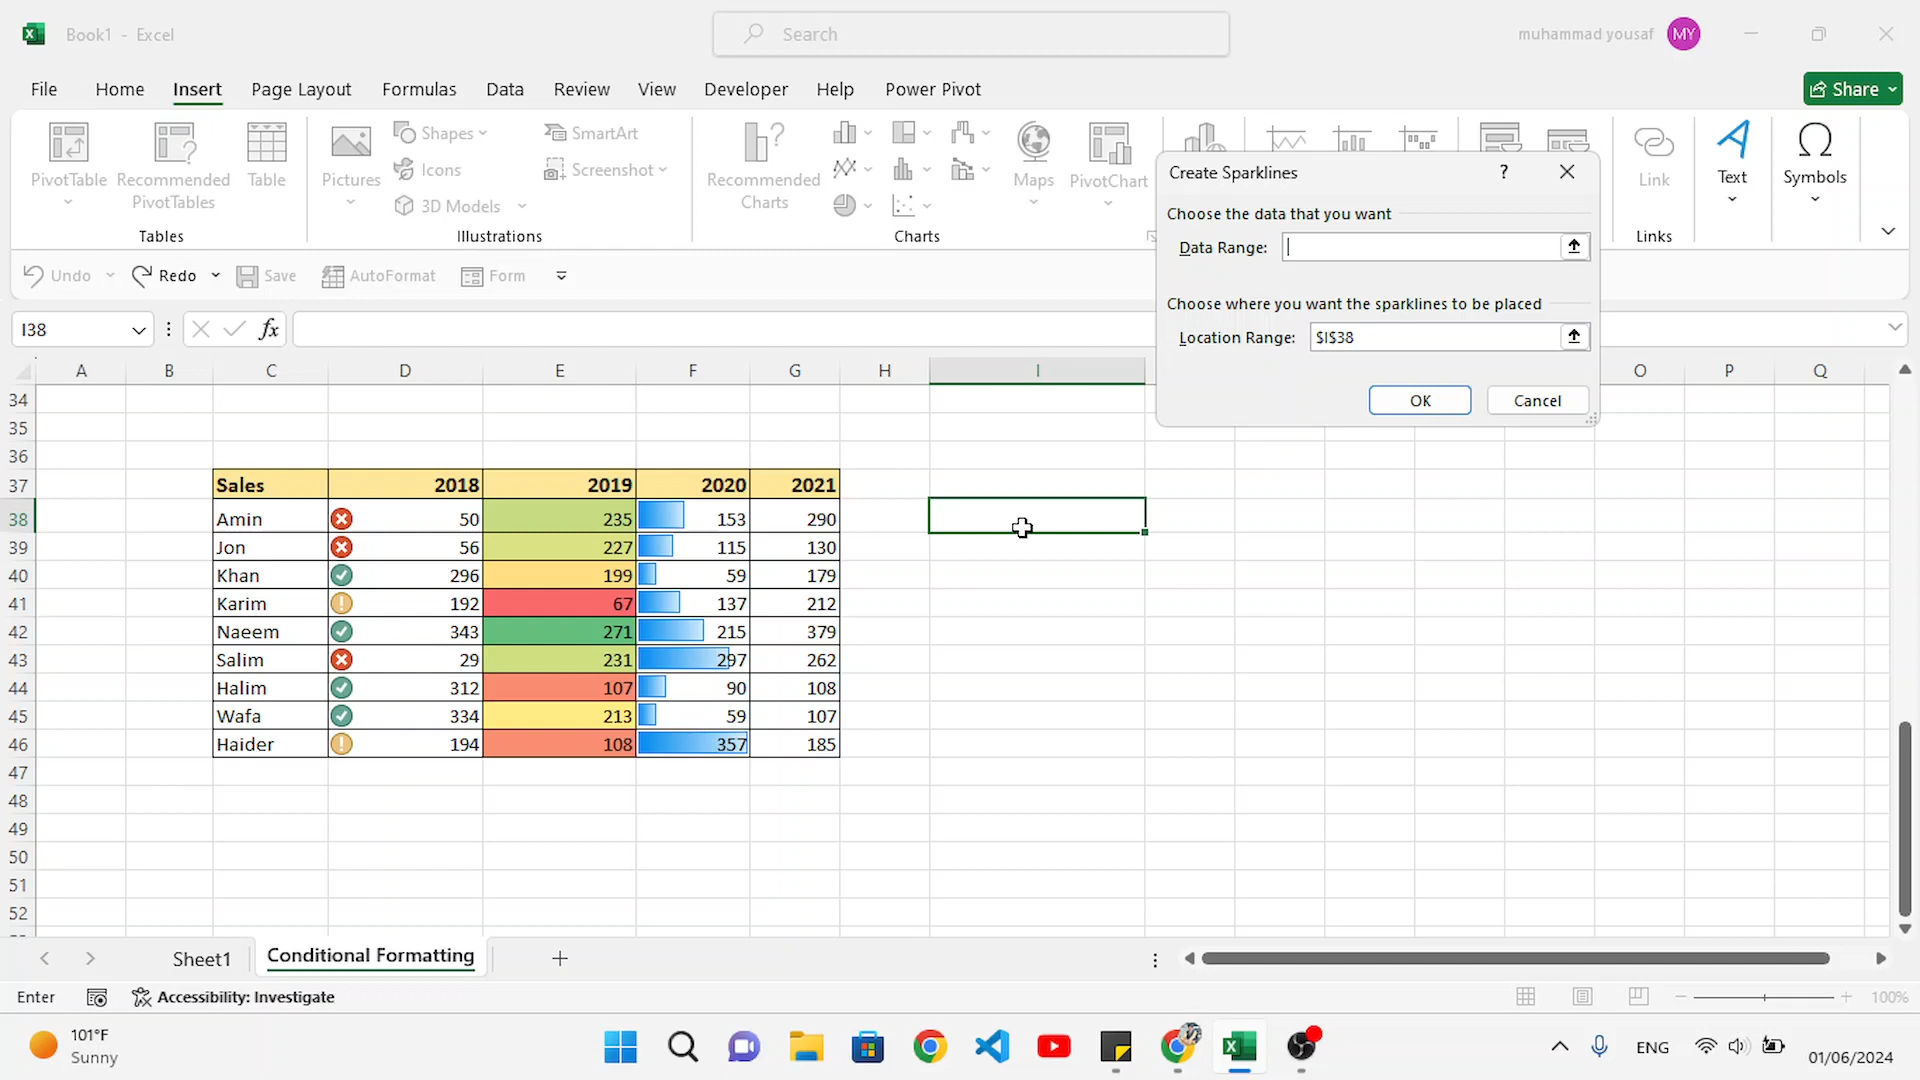 Book1 - Excel
Search
muhammad yousaf
MY
File
Home
Insert
Page Layout
Formulas
Data
Review
View
Developer
Help
Power Pivot
Share
PivotTable
Recommended
PivotTables
Table
Tables
Pictures
Shapes
Icons
3D Models
SmartArt
Screenshot
Illustrations
Recommended
Charts
Maps
PivotChart
Charts
Link
Links
Text
Symbols
Undo
Redo
Save
AutoFormat
Form
Create Sparklines
?
Choose the data that you want
Data Range:
Choose where you want the sparklines to be placed
Location Range: $I$38
OK
Cancel
I38
fx
A B C D E F G H I O P Q
34
35
36
37 Sales 2018 2019 2020 2021
38 Amin 50 235 153 290
39 Jon 56 227 115 130
40 Khan 296 199 59 179
41 Karim 192 67 137 212
42 Naeem 343 271 215 379
43 Salim 29 231 297 262
44 Halim 312 107 90 108
45 Wafa 334 213 59 107
46 Haider 194 108 357 185
47
48
49
50
51
52
Sheet1
Conditional Formatting
Enter
Accessibility: Investigate
100%
101°F
Sunny
ENG
01/06/2024